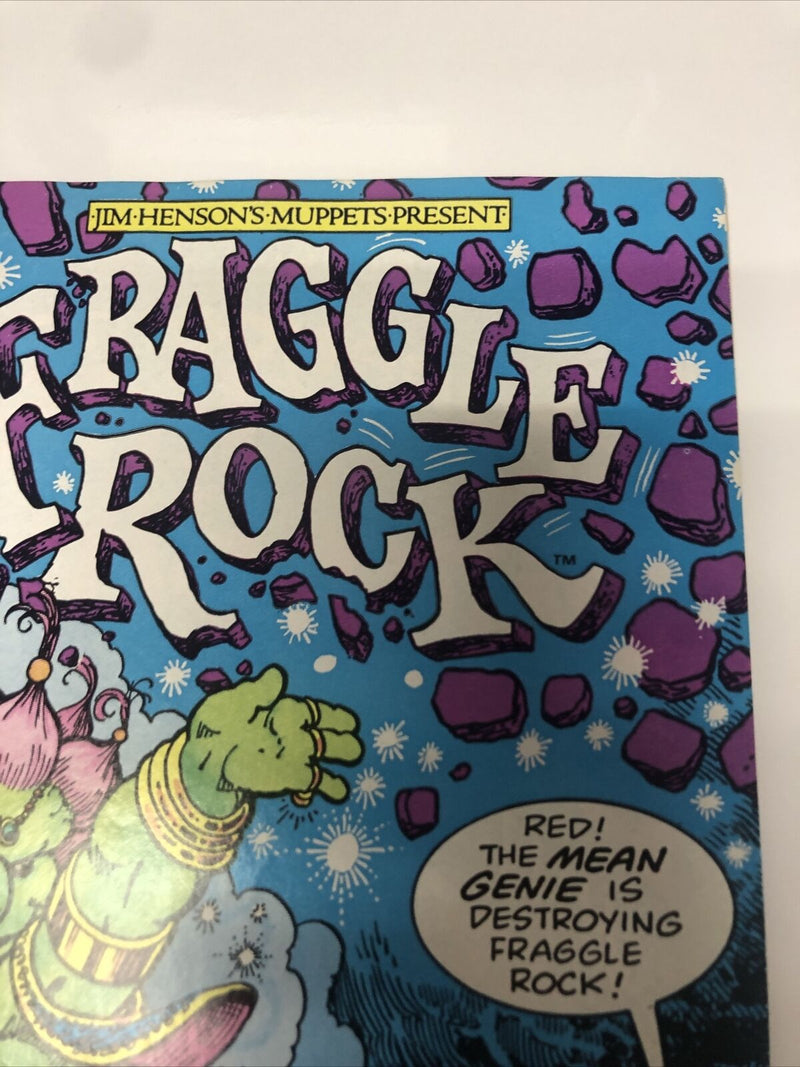 JIM·HENSON'S·MUPPETS·PRESENT
FRAGGLE
ROCK
TM
RED!
THE MEAN
GENIE IS
DESTROYING
FRAGGLE
ROCK!